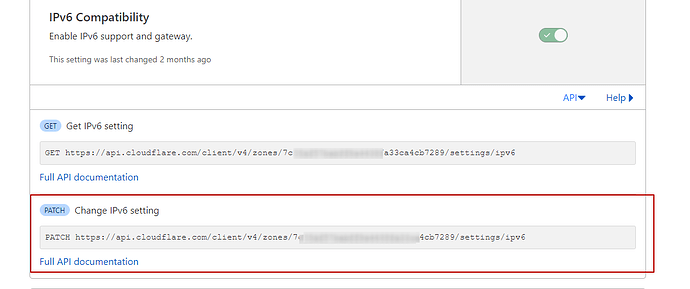 IPv6 Compatibility
Enable IPv6 support and gateway.
This setting was last changed 2 months ago
API Help
GET Get IPv6 setting
GET https://api.cloudflare.com/client/v4/zones/7c a33ca4cb7289/settings/ipv6
Full API documentation
PATCH Change IPv6 setting
PATCH https://api.cloudflare.com/client/v4/zones/7c 4cb7289/settings/ipv6
Full API documentation